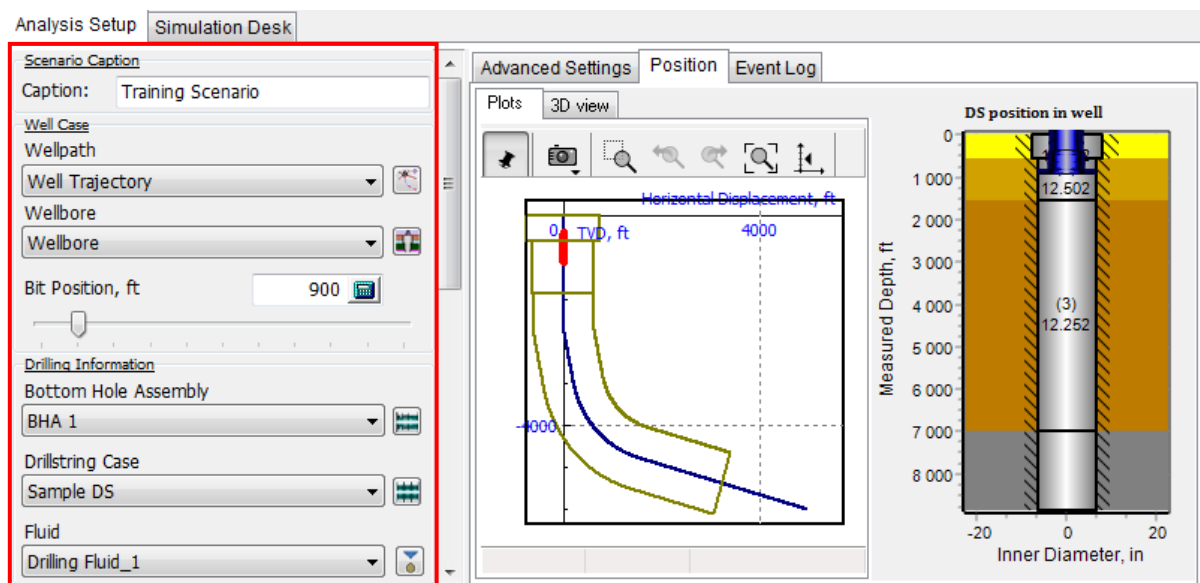 Analysis Setup
Simulation Desk
Scenario Caption
Caption:
Training Scenario
Well Case
Wellpath
Well Trajectory
Wellbore
Wellbore
Bit Position, ft
900
Drilling Information
Bottom Hole Assembly
BHA 1
Drillstring Case
Sample DS
Fluid
Drilling Fluid_1
Advanced Settings
Position
Event Log
Plots
3D view
Horizontal Displacement, ft
0
TVD, ft
4000
-4000
DS position in well
0
1 000
2 000
3 000
4 000
5 000
6 000
7 000
8 000
Measured Depth, ft
12.502
(3)
12.252
-20
0
20
Inner Diameter, in